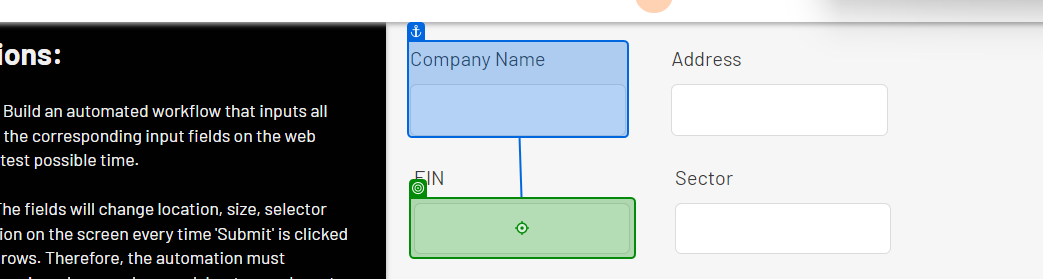 ions:
Build an automated workflow that inputs all
the corresponding input fields on the web
test possible time.
The fields will change location, size, selector
ion on the screen every time 'Submit' is clicked
rows. Therefore, the automation must
Company Name
Address
EIN
Sector